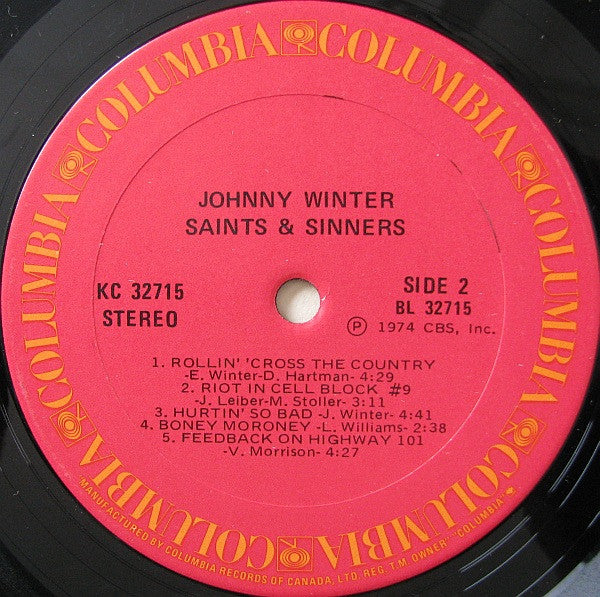 COLUMBIA COLUMBIA COLUMBIA COLUMBIA COLUMBIA COLUMBIA
JOHNNY WINTER
SAINTS & SINNERS
KC 32715
STEREO
SIDE 2
BL 32715
Ⓟ 1974 CBS, Inc.
1. ROLLIN' 'CROSS THE COUNTRY
-E. Winter-D. Hartman- 4:29
2. RIOT IN CELL BLOCK #9
-J. Leiber-M. Stoller- 3:11
3. HURTIN' SO BAD -J. Winter- 4:41
4. BONEY MORONEY -L. Williams- 2:38
5. FEEDBACK ON HIGHWAY 101
-V. Morrison- 4:27
MANUFACTURED BY COLUMBIA RECORDS OF CANADA, LTD. REG. T.M. OWNER "COLUMBIA"